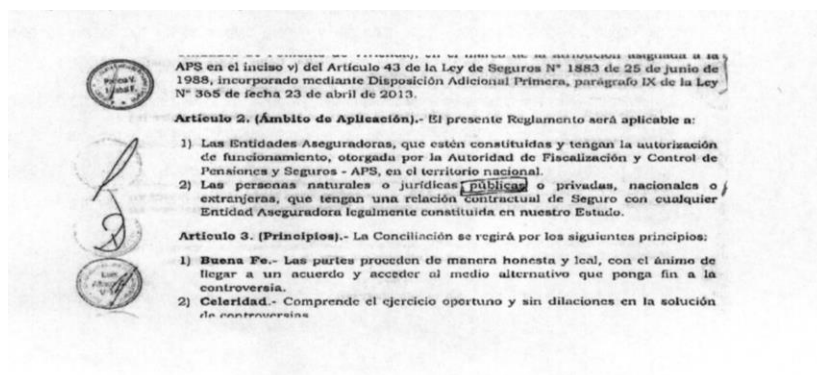 APS en el inciso v) del Artículo 43 de la Ley de Seguros N° 1883 de 25 de junio de
1988, incorporado mediante Disposición Adicional Primera, parágrafo IX de la Ley
N° 365 de fecha 23 de abril de 2013.
Artículo 2. (Ámbito de Aplicación).- El presente Reglamento será aplicable a:
1) Las Entidades Aseguradoras, que estén constituidas y tengan la autorización
de funcionamiento, otorgada por la Autoridad de Fiscalización y Control de
Pensiones y Seguros - APS, en el territorio nacional.
2) Las personas naturales o jurídicas públicas o privadas, nacionales o
extranjeras, que tengan una relación contractual de Seguro con cualquier
Entidad Aseguradora legalmente constituida en nuestro Estado.
Artículo 3. (Principios).- La Conciliación se regirá por los siguientes principios:
1) Buena Fe.- Las partes proceden de manera honesta y leal, con el ánimo de
llegar a un acuerdo y acceder al medio alternativo que ponga fin a la
controversia.
2) Celeridad.- Comprende el ejercicio oportuno y sin dilaciones en la solución
de controversias